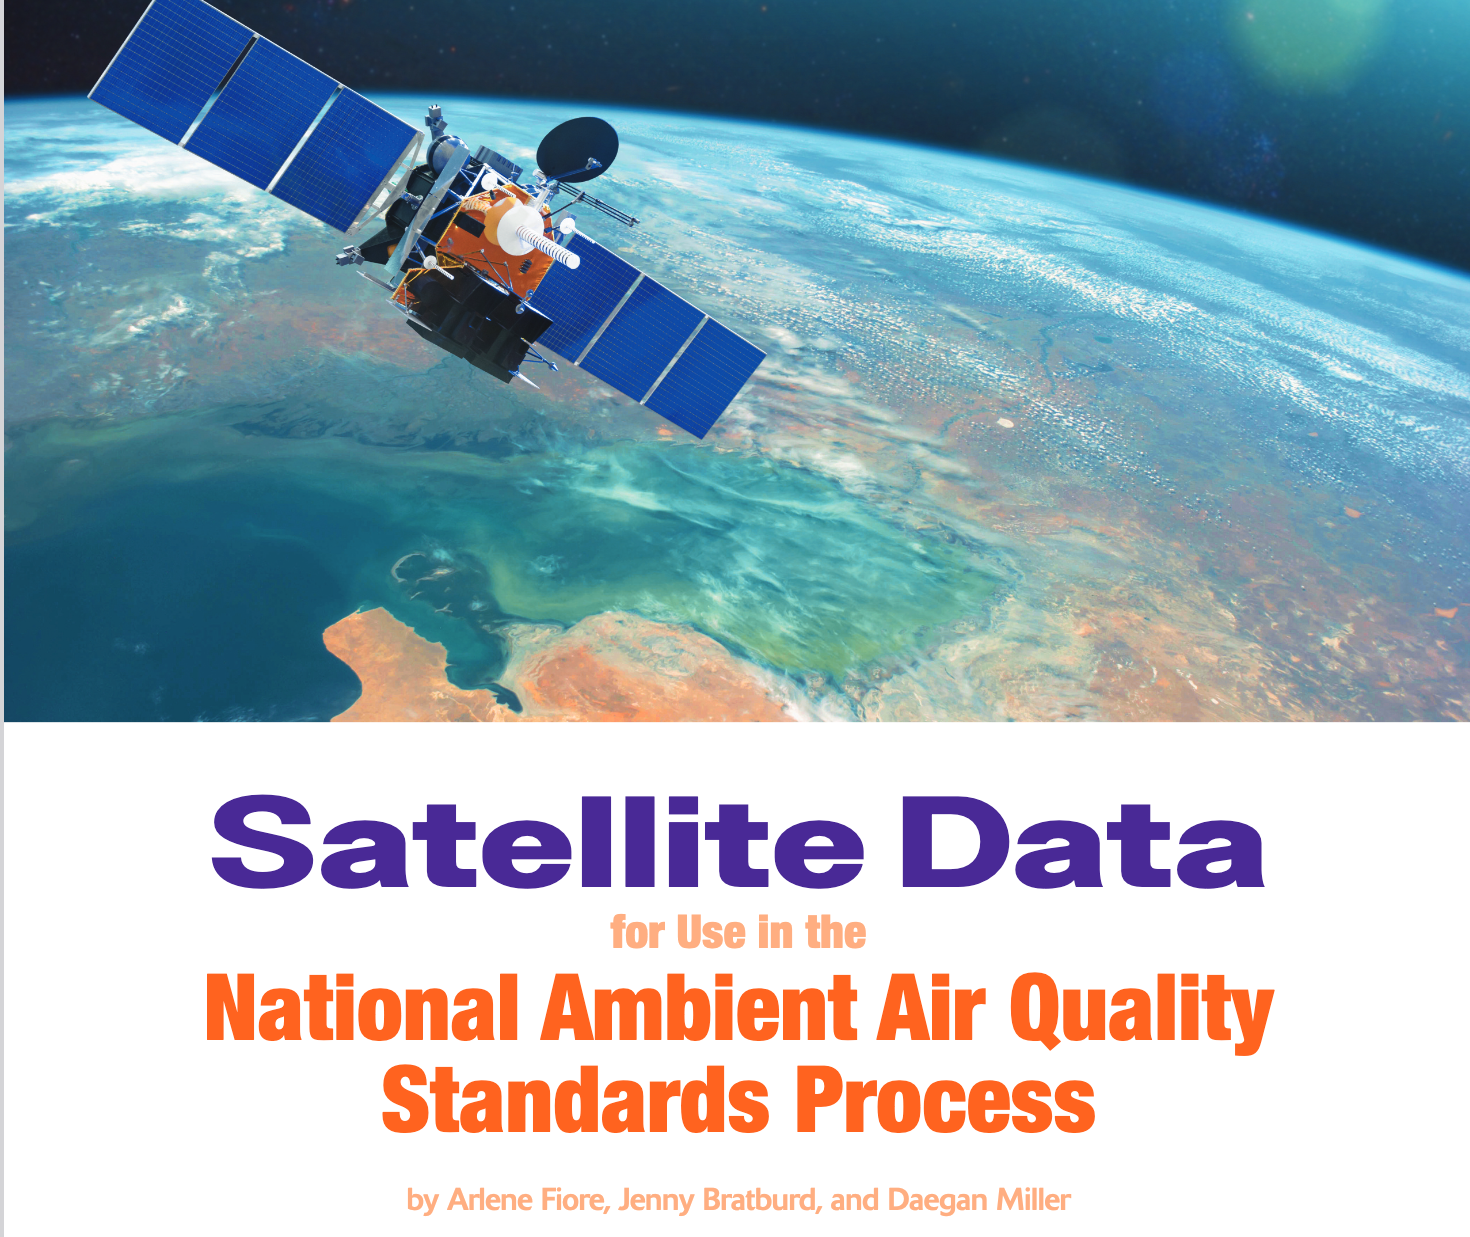 Satellite Data
for Use in the
National Ambient Air Quality
Standards Process
by Arlene Fiore, Jenny Bratburd, and Daegan Miller